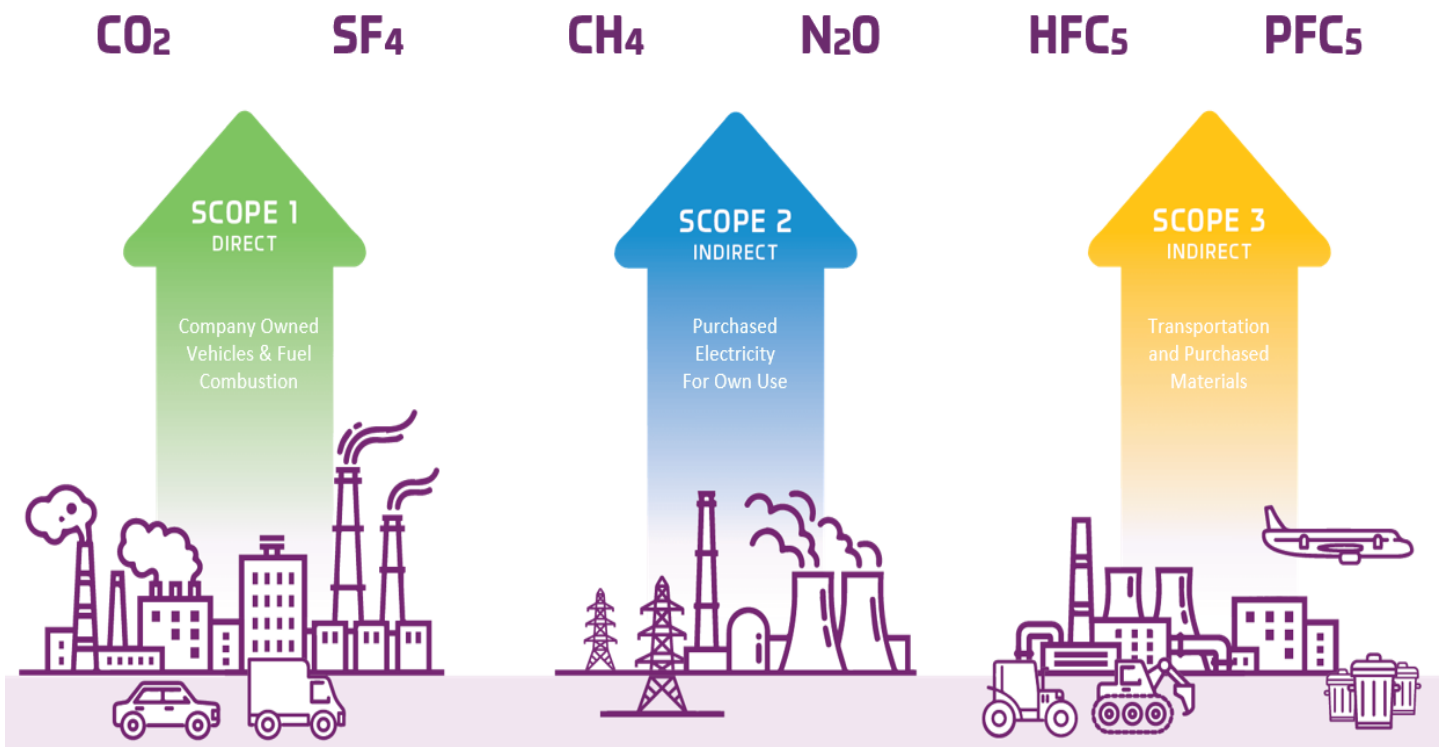 CO₂ SF₄ CH₄ N₂O HFC₅ PFC₅
SCOPE 1
DIRECT
Company Owned
Vehicles & Fuel
Combustion
SCOPE 2
INDIRECT
Purchased
Electricity
For Own Use
SCOPE 3
INDIRECT
Transportation
and Purchased
Materials